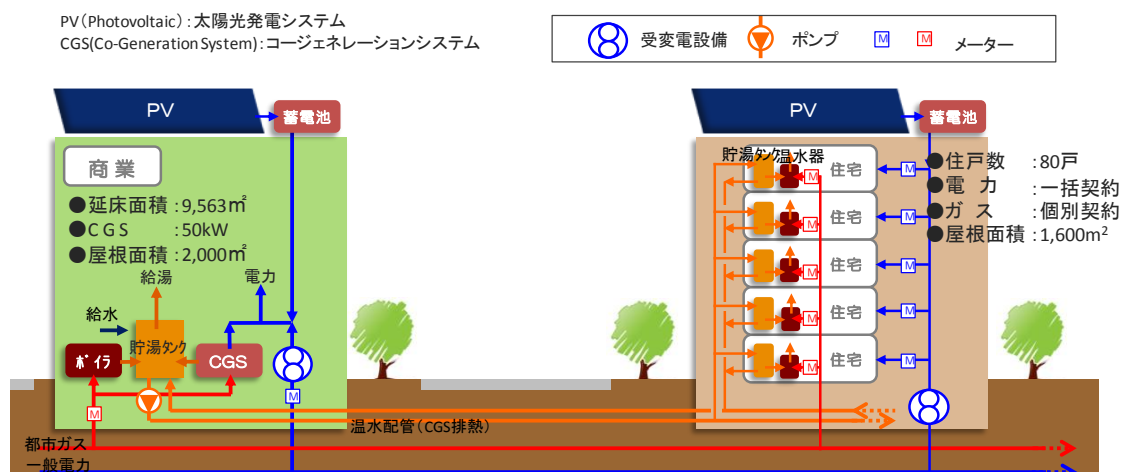 PV(Photovoltaic):太陽光発電システム
CGS(Co-Generation System):コージェネレーションシステム
受変電設備
ポンプ
M
M
メーター
PV
蓄電池
商業
●延床面積:9,563㎡
●CGS:50kW
●屋根面積:2,000㎡
給湯
電力
給水
貯湯タンク
ボイラ
CGS
M
M
温水配管(CGS排熱)
都市ガス
一般電力
PV
蓄電池
貯湯タンク
温水器
M
住宅
M
M
住宅
M
M
住宅
M
M
住宅
M
M
住宅
M
●住戸数:80戸
●電力:一括契約
●ガス:個別契約
●屋根面積:1,600m²